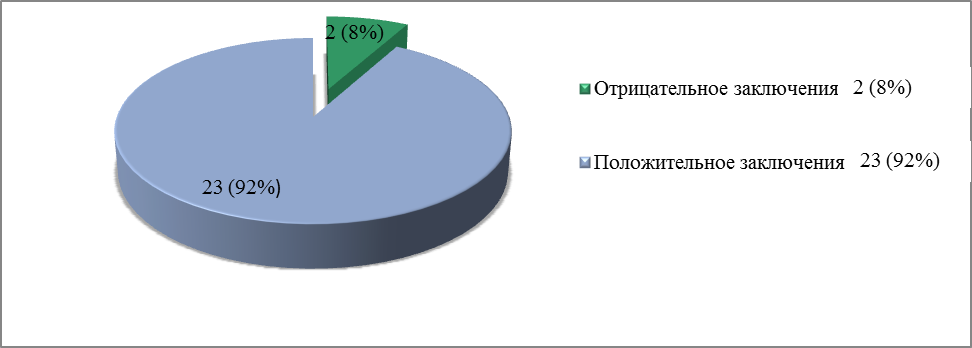 2 (8%)
23 (92%)
Отрицательное заключения 2 (8%)
Положительное заключения 23 (92%)